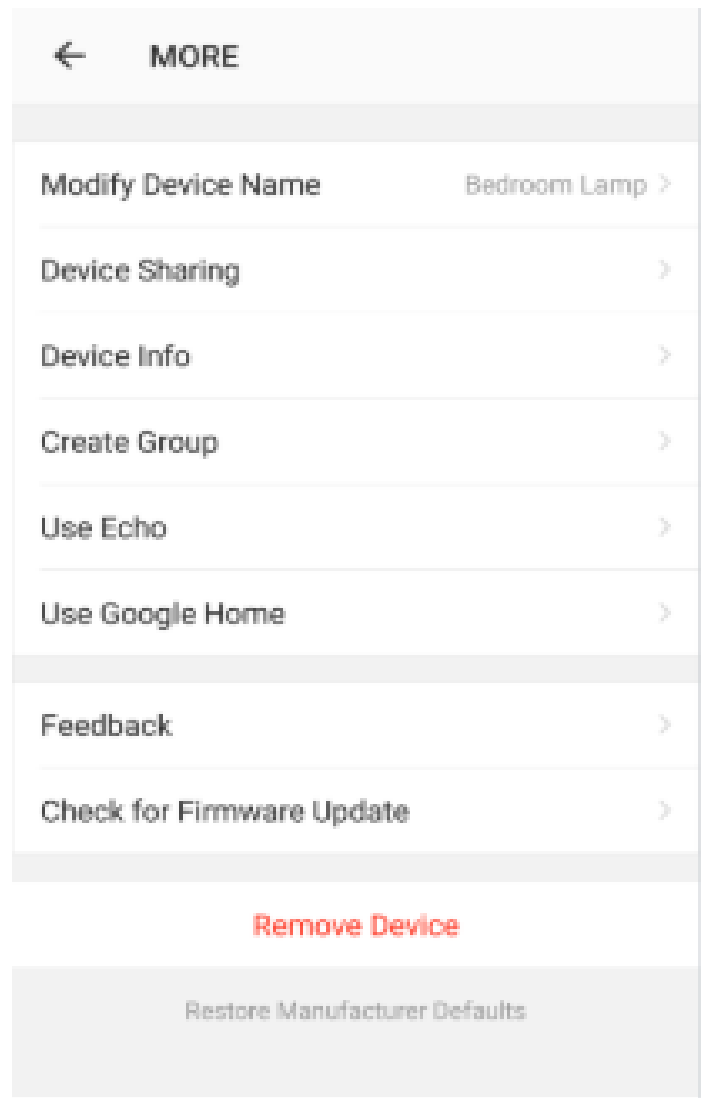 MORE
Modify Device Name Bedroom Lamp
Device Sharing
Device Info
Create Group
Use Echo
Use Google Home
Feedback
Check for Firmware Update
Remove Device
Restore Manufacturer Defaults